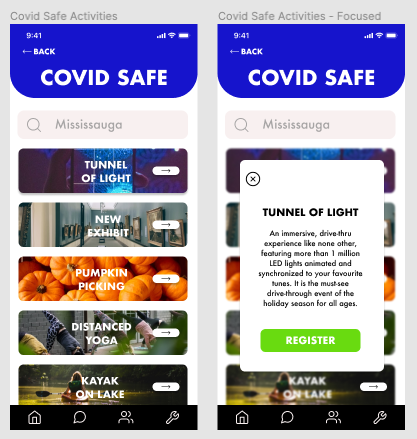 Covid Safe Activities
9:41
←BACK
COVID SAFE
Mississauga
TUNNEL
OF LIGHT
NEW
EXHIBIT
PUMPKIN
PICKING
DISTANCED
YOGA
KAYAK
ON LAKE
Covid Safe Activities - Focused
9:41
←BACK
COVID SAFE
Mississauga
TUNNEL OF LIGHT
An immersive, drive-thru
experience like none other,
featuring more than 1 million
LED lights animated and
synchronized to your favourite
tunes. It is the must-see
drive-through event of the
holiday season for all ages.
REGISTER
KAYAK
ON LAKE